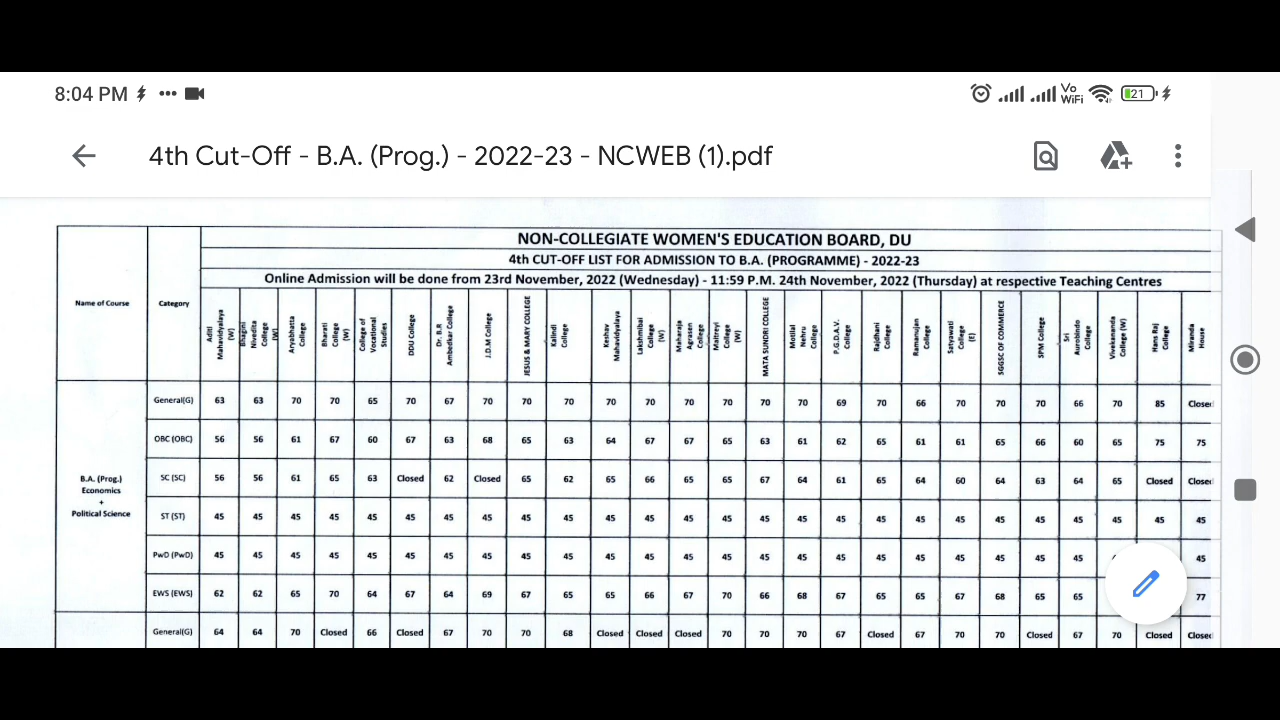 8:04 PM
Vo WiFi 21
4th Cut-Off - B.A. (Prog.) - 2022-23 - NCWEB (1).pdf
NON-COLLEGIATE WOMEN'S EDUCATION BOARD, DU
4th CUT-OFF LIST FOR ADMISSION TO B.A. (PROGRAMME) - 2022-23
Online Admission will be done from 23rd November, 2022 (Wednesday) - 11:59 P.M. 24th November, 2022 (Thursday) at respective Teaching Centres
Name of Course Category Aditi Mahavidyalaya (W) Bhagini Nivedita College (W) Aryabhatta College Bharati College (W) College of Vocational Studies DDU College Dr. B.R Ambedkar College J.D.M College JESUS & MARY COLLEGE Kalindi College Keshav Mahavidyalaya Lakshmibai College (W) Maharaja Agrasen College Maitreyi College (W) MATA SUNDRI COLLEGE Motilal Nehru College P.G.D.A.V. College Rajdhani College Ramanujan College Satyawati College (E) SGGSC OF COMMERCE SPM College Sri Aurobindo College Vivekananda College (W) Hans Raj College Miranda House
General(G) 63 63 70 70 65 70 67 70 70 70 70 70 70 70 70 70 69 70 66 70 70 70 66 70 85 Closed
OBC (OBC) 56 56 61 67 60 67 63 68 65 63 64 67 67 65 63 61 62 65 61 61 65 66 60 65 75 75
B.A. (Prog.) Economics + Political Science
SC (SC) 56 56 61 65 63 Closed 62 Closed 65 62 65 66 65 65 67 64 61 65 64 60 64 63 64 65 Closed Closed
ST (ST) 45 45 45 45 45 45 45 45 45 45 45 45 45 45 45 45 45 45 45 45 45 45 45 45 45 45
PwD (PwD) 45 45 45 45 45 45 45 45 45 45 45 45 45 45 45 45 45 45 45 45 45 45 45 45
EWS (EWS) 62 62 65 70 64 67 64 69 67 65 65 66 67 70 66 68 67 65 65 67 68 65 65 77
General(G) 64 64 70 Closed 66 Closed 67 70 70 68 Closed Closed Closed 70 70 70 67 Closed 67 70 70 Closed 67 70 Closed Closed